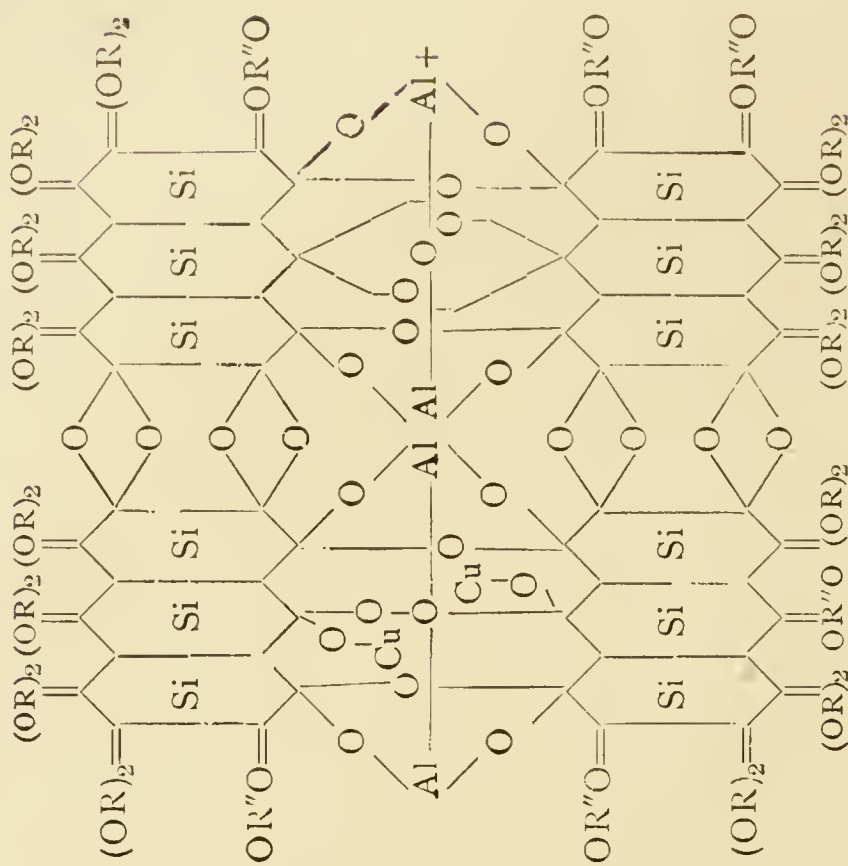 (OR)₂ (OR)₂ (OR)₂ (OR)₂ (OR)₂ (OR)₂
(OR)₂ (OR)₂
O
O
Si Si Si Si Si Si
O
OR″O OR″O
O
O
O O O C
O
Cu
O O O
Al O Al Al O Al+
O O O
Cu
O O O O
O
O
OR″O OR″O
O
Si Si Si Si Si Si
O
(OR)₂ OR″O
O
(OR)₂ OR″O (OR)₂ (OR)₂ (OR)₂ (OR)₂